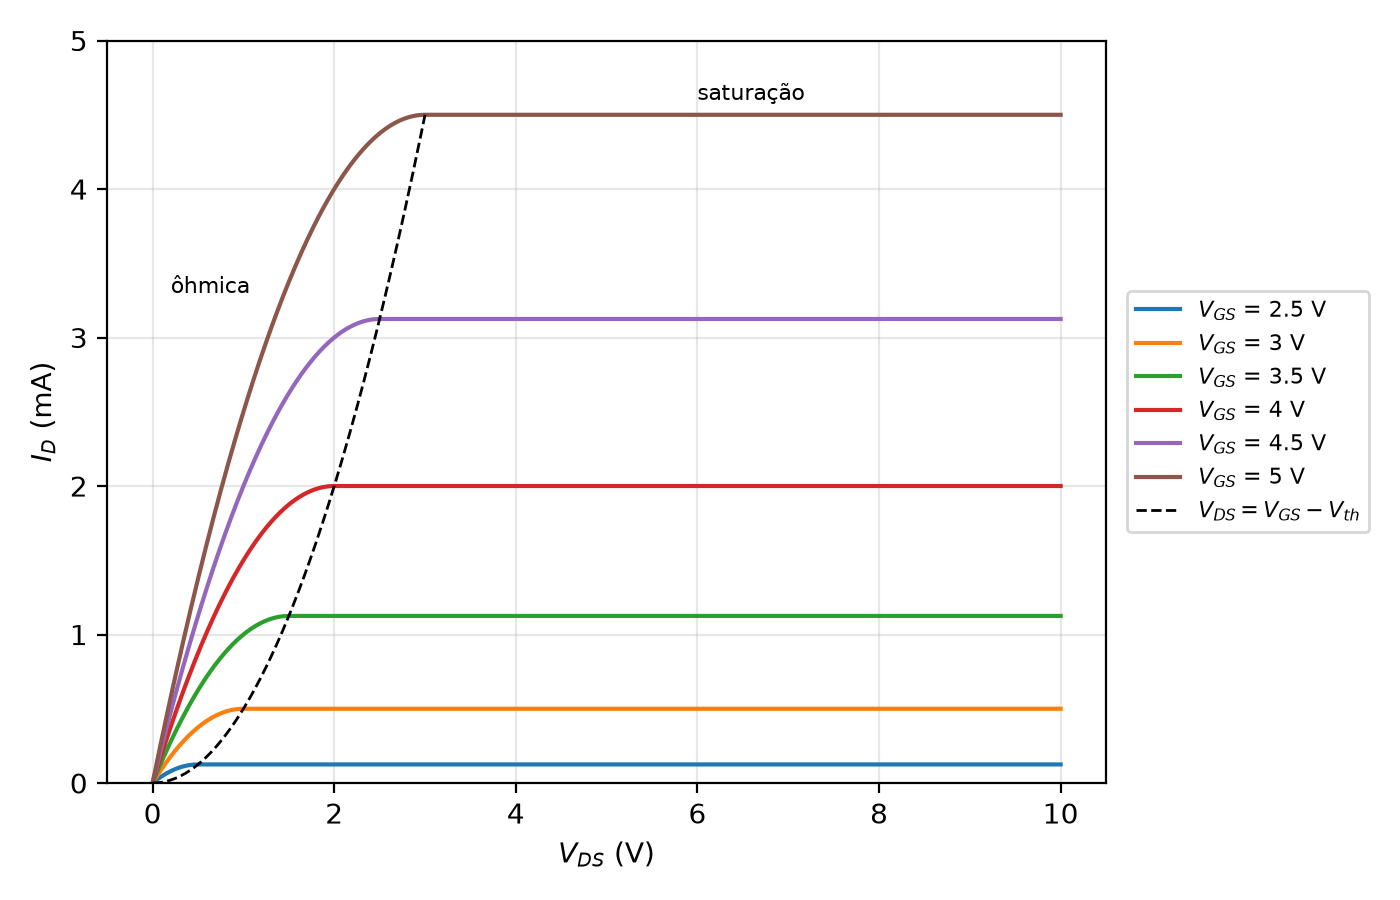 5
4
3
2
1
0
I_D (mA)
saturação
ôhmica
0 2 4 6 8 10
V_DS (V)
V_GS = 2.5 V
V_GS = 3 V
V_GS = 3.5 V
V_GS = 4 V
V_GS = 4.5 V
V_GS = 5 V
V_DS = V_GS − V_th